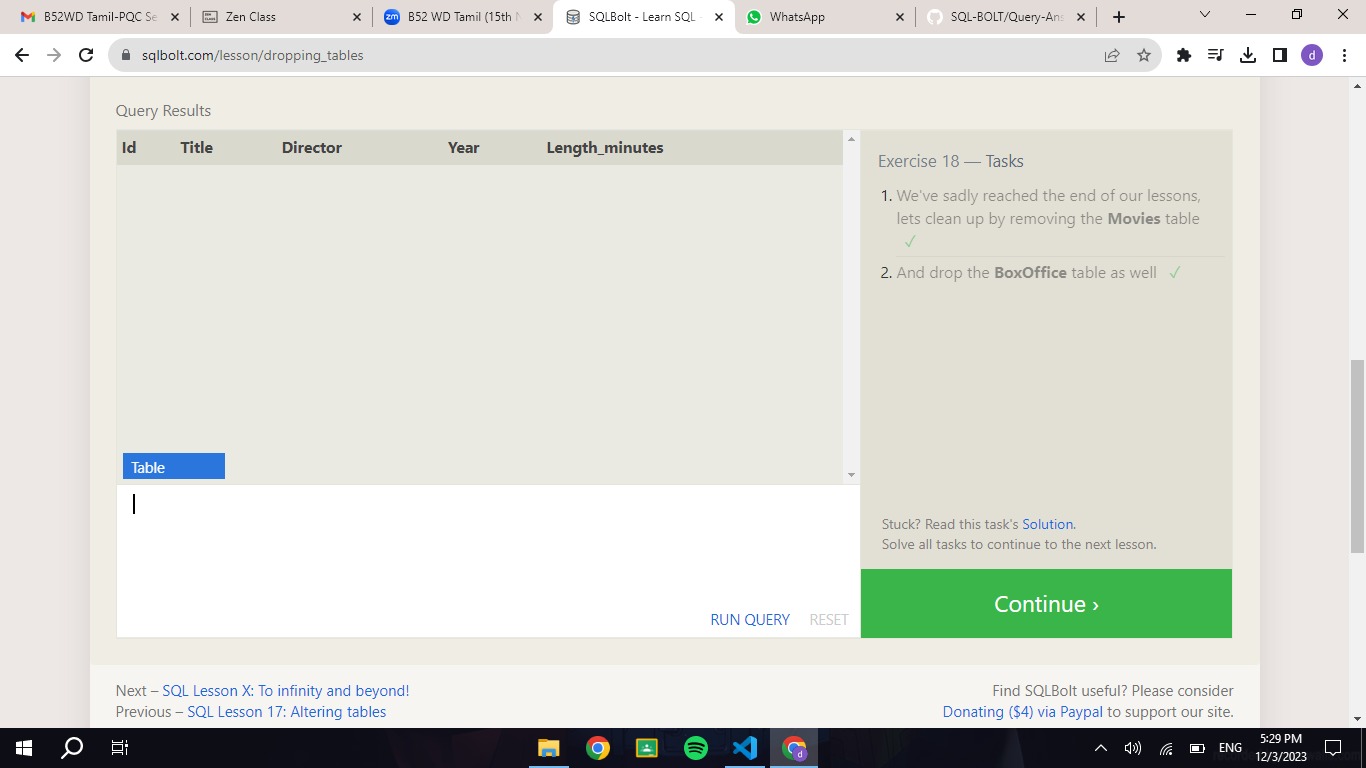 B52WD Tamil-PQC Se
Zen Class
zm B52 WD Tamil (15th N
SQLBolt - Learn SQL -
WhatsApp
SQL-BOLT/Query-Ans
sqlbolt.com/lesson/dropping_tables
d
Query Results
Id Title Director Year Length_minutes
Exercise 18 — Tasks
1. We've sadly reached the end of our lessons,
lets clean up by removing the Movies table
✓
2. And drop the BoxOffice table as well ✓
Table
Stuck? Read this task's Solution.
Solve all tasks to continue to the next lesson.
RUN QUERY RESET
Continue ›
Next – SQL Lesson X: To infinity and beyond!
Previous – SQL Lesson 17: Altering tables
Find SQLBolt useful? Please consider
Donating ($4) via Paypal to support our site.
ENG
5:29 PM
12/3/2023